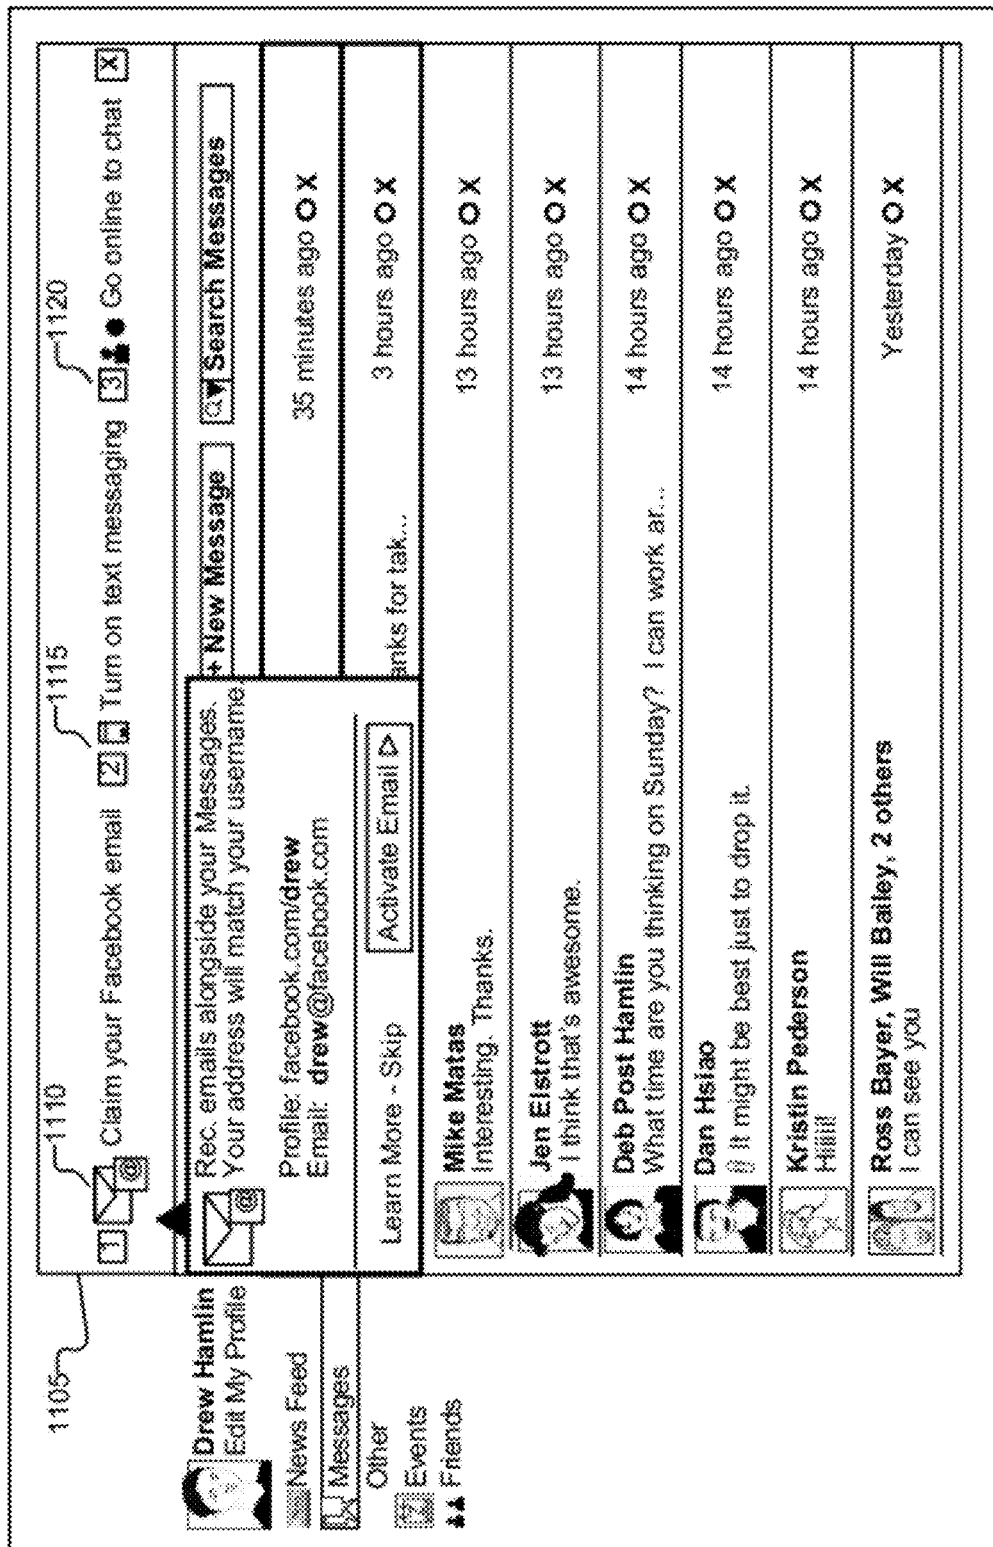 1105
1110
1115
1120
1 @ Claim your Facebook email 2 Turn on text messaging 3 Go online to chat X
Drew Hamlin
Edit My Profile
News Feed
Messages
Other
Events
Friends
+ New Message
Search Messages
@
Rec. emails alongside your Messages.
Your address will match your username.
Profile: facebook.com/drew
Email: drew@facebook.com
Learn More - Skip
Activate Email
35 minutes ago O X
anks for tak...
3 hours ago O X
Mike Matas
Interesting. Thanks.
13 hours ago O X
Jen Elstrott
I think that's awesome.
13 hours ago O X
Deb Post Hamlin
What time are you thinking on Sunday? I can work ar...
14 hours ago O X
Dan Hsiao
It might be best just to drop it.
14 hours ago O X
Kristin Pederson
14 hours ago O X
Ross Bayer, Will Bailey, 2 others
I can see you
Yesterday O X